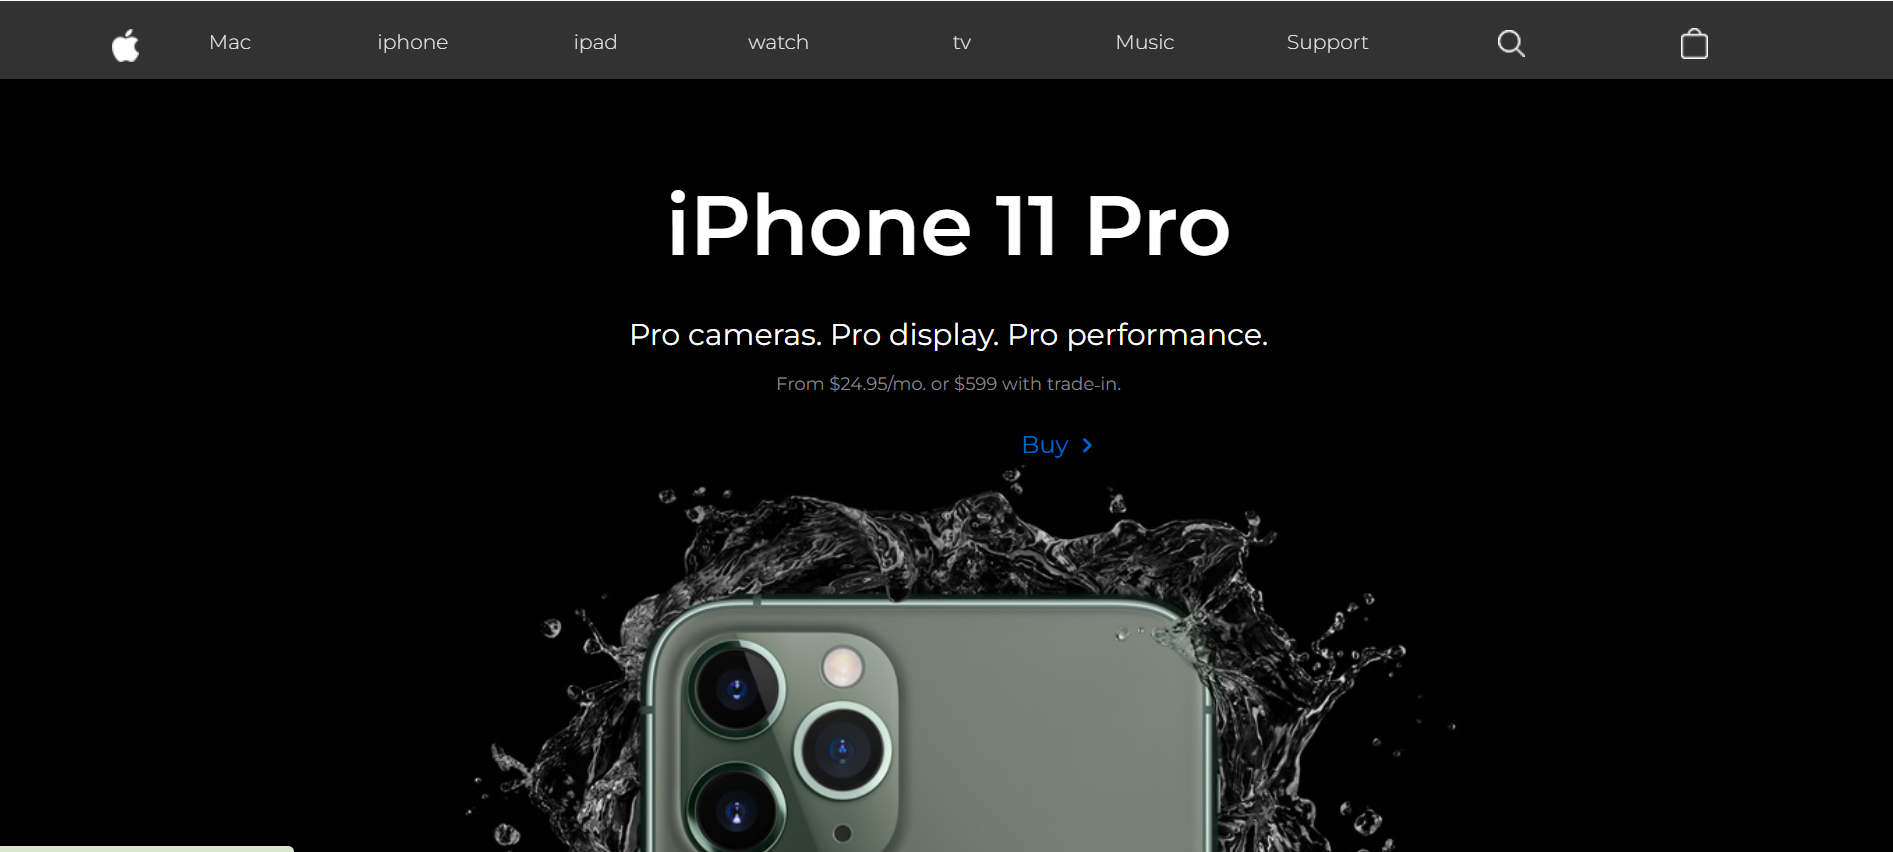 Mac iphone ipad watch tv Music Support
iPhone 11 Pro
Pro cameras. Pro display. Pro performance.
From $24.95/mo. or $599 with trade-in.
Buy